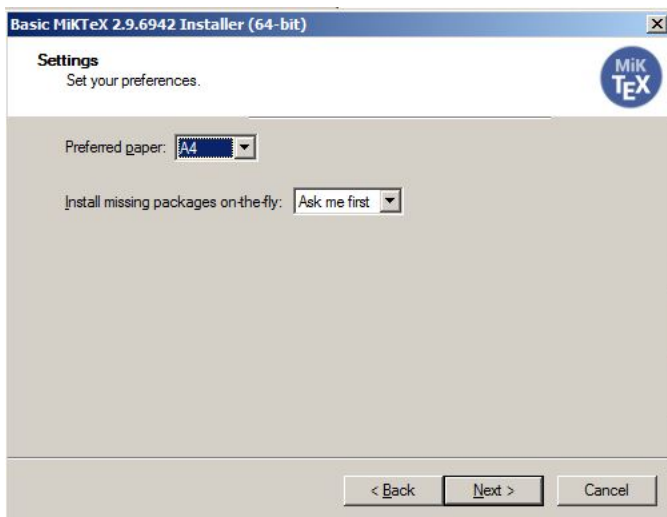 Basic MiKTeX 2.9.6942 Installer (64-bit)
Settings
Set your preferences.
MiK
TEX
Preferred paper: A4
Install missing packages on-the-fly: Ask me first
< Back Next > Cancel